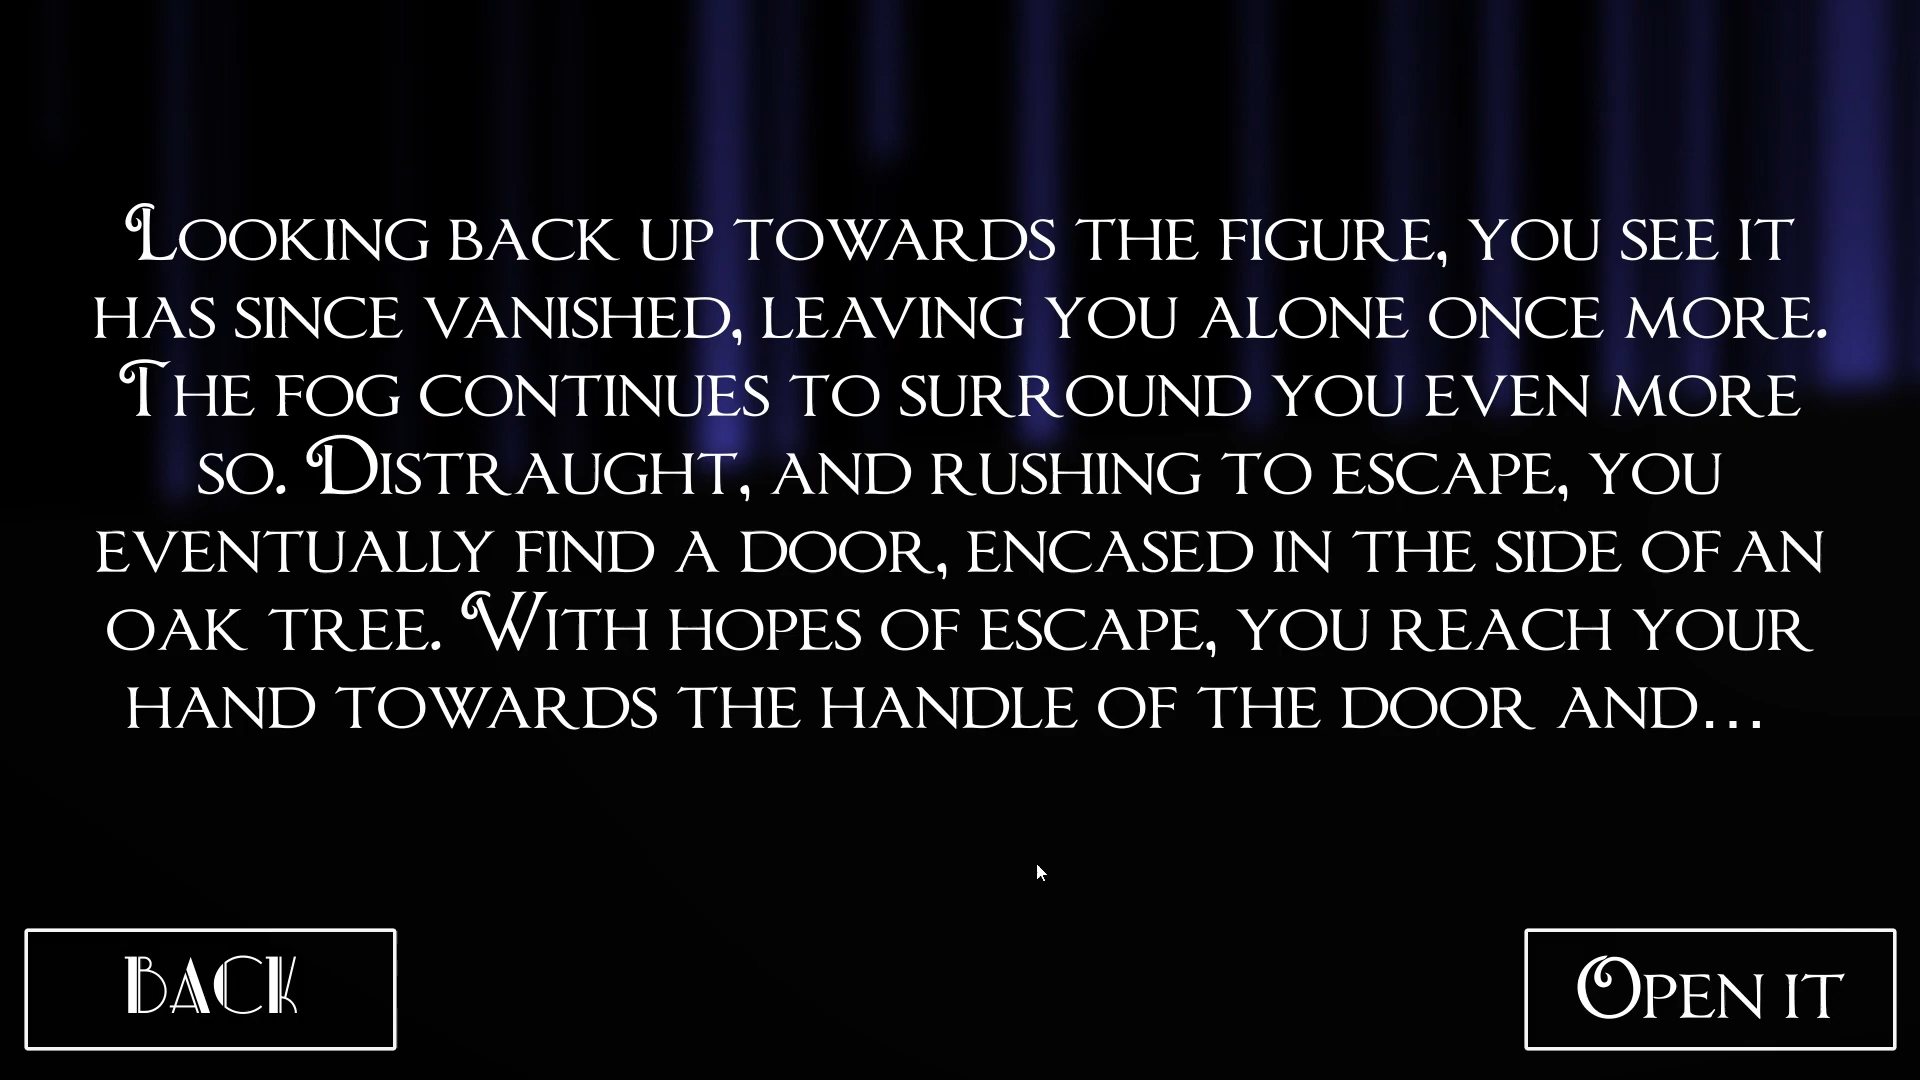 Looking back up towards the figure, you see it
has since vanished, leaving you alone once more.
The fog continues to surround you even more
so. Distraught, and rushing to escape, you
eventually find a door, encased in the side of an
oak tree. With hopes of escape, you reach your
hand towards the handle of the door and...
Back
Open it